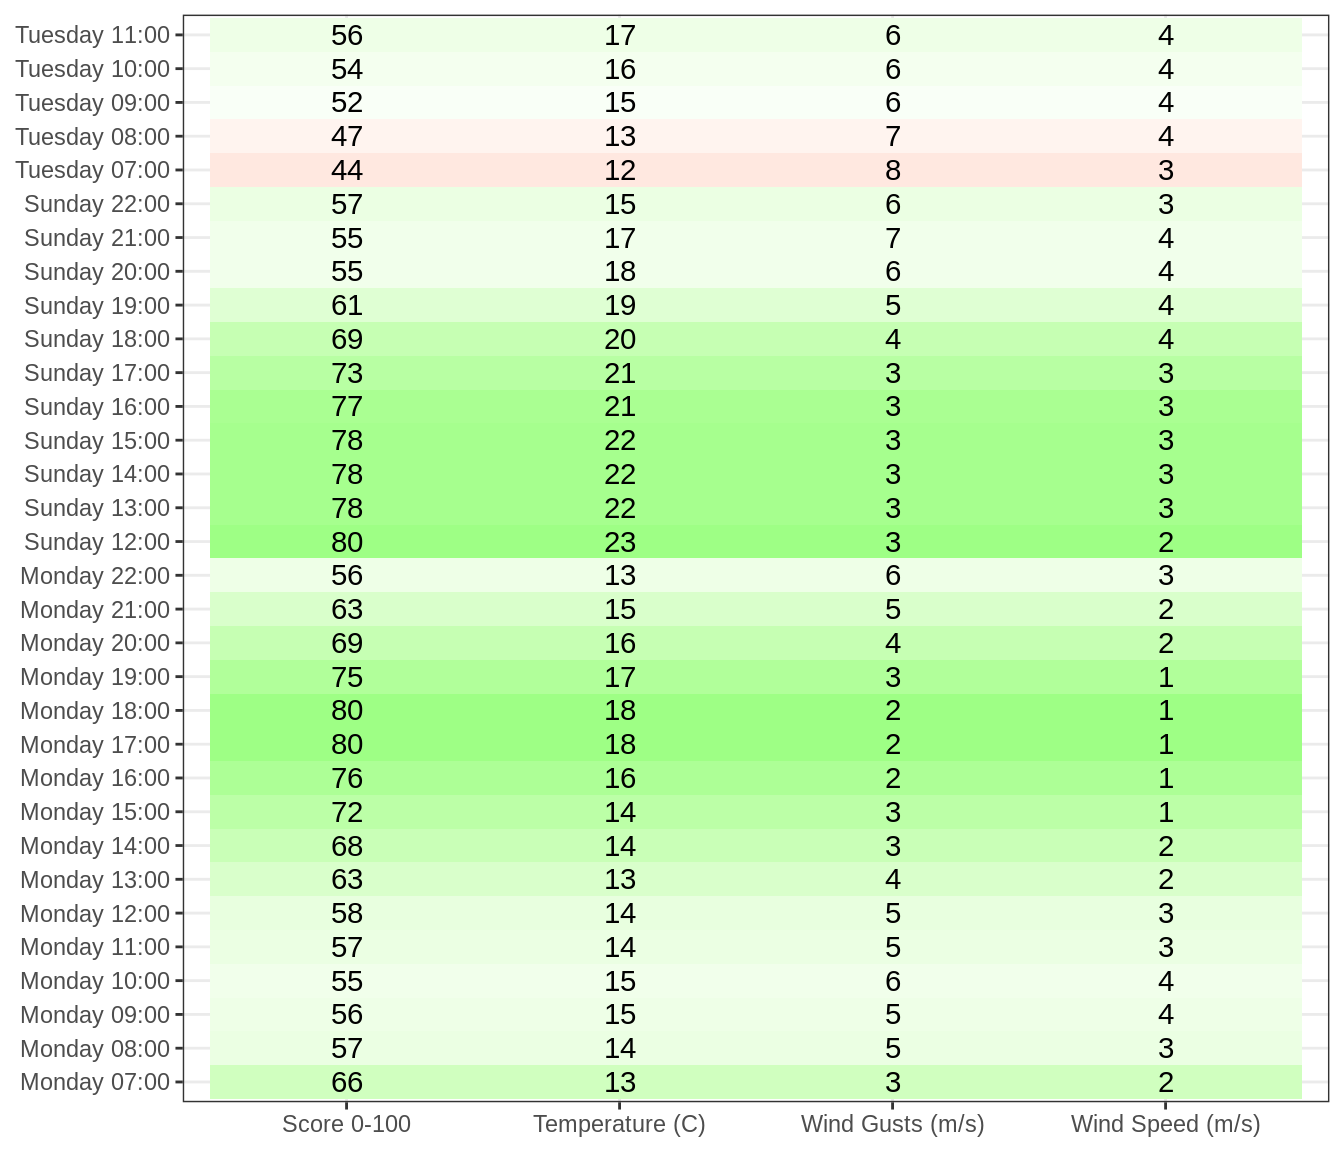 Tuesday 11:00 56 17 6 4
Tuesday 10:00 54 16 6 4
Tuesday 09:00 52 15 6 4
Tuesday 08:00 47 13 7 4
Tuesday 07:00 44 12 8 3
Sunday 22:00 57 15 6 3
Sunday 21:00 55 17 7 4
Sunday 20:00 55 18 6 4
Sunday 19:00 61 19 5 4
Sunday 18:00 69 20 4 4
Sunday 17:00 73 21 3 3
Sunday 16:00 77 21 3 3
Sunday 15:00 78 22 3 3
Sunday 14:00 78 22 3 3
Sunday 13:00 78 22 3 3
Sunday 12:00 80 23 3 2
Monday 22:00 56 13 6 3
Monday 21:00 63 15 5 2
Monday 20:00 69 16 4 2
Monday 19:00 75 17 3 1
Monday 18:00 80 18 2 1
Monday 17:00 80 18 2 1
Monday 16:00 76 16 2 1
Monday 15:00 72 14 3 1
Monday 14:00 68 14 3 2
Monday 13:00 63 13 4 2
Monday 12:00 58 14 5 3
Monday 11:00 57 14 5 3
Monday 10:00 55 15 6 4
Monday 09:00 56 15 5 4
Monday 08:00 57 14 5 3
Monday 07:00 66 13 3 2
Score 0-100 Temperature (C) Wind Gusts (m/s) Wind Speed (m/s)